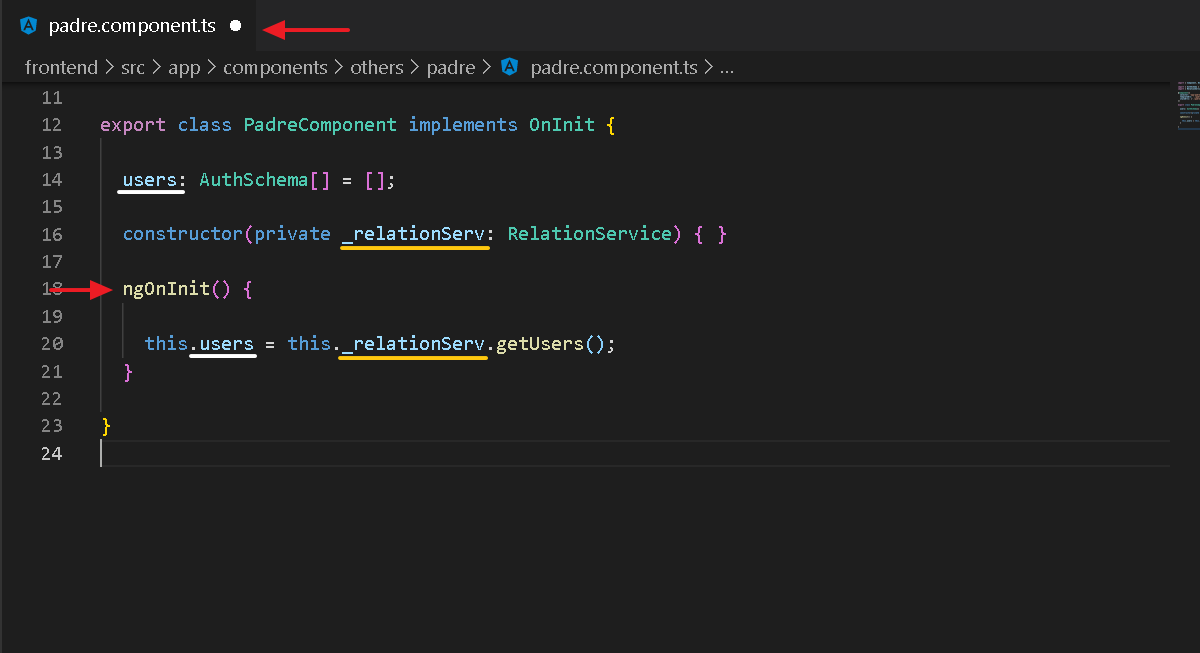 padre.component.ts
frontend > src > app > components > others > padre > padre.component.ts > ...
11
12 export class PadreComponent implements OnInit {
13
14 users: AuthSchema[] = [];
15
16 constructor(private _relationServ: RelationService) { }
17
18 ngOnInit() {
19
20 this.users = this._relationServ.getUsers();
21 }
22
23 }
24